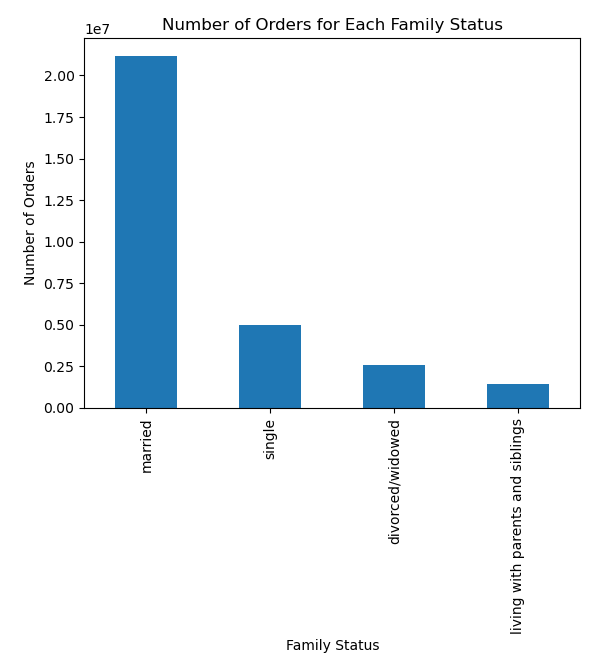 Number of Orders for Each Family Status
1e7
2.00
1.75
1.50
1.25
1.00
0.75
0.50
0.25
0.00
Number of Orders
married
single
divorced/widowed
living with parents and siblings
Family Status